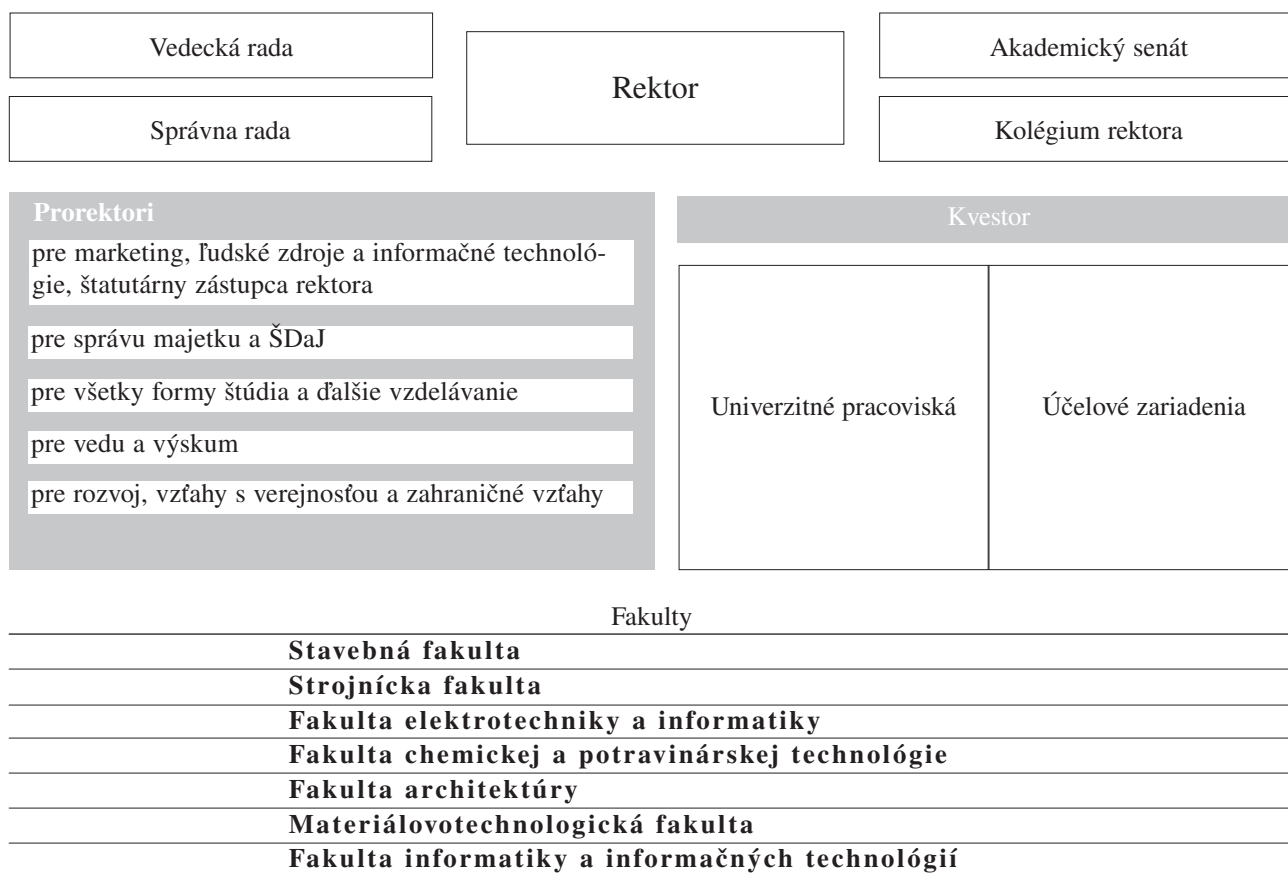 Vedecká rada
Rektor
Akademický senát
Správna rada
Kolégium rektora
Prorektori
pre marketing, ľudské zdroje a informačné technoló-
gie, štatutárny zástupca rektora
pre správu majetku a ŠDaJ
pre všetky formy štúdia a ďalšie vzdelávanie
pre vedu a výskum
pre rozvoj, vzťahy s verejnosťou a zahraničné vzťahy
Kvestor
Univerzitné pracoviská
Účelové zariadenia
Fakulty
Stavebná fakulta
Strojnícka fakulta
Fakulta elektrotechniky a informatiky
Fakulta chemickej a potravinárskej technológie
Fakulta architektúry
Materiálovotechnologická fakulta
Fakulta informatiky a informačných technológií